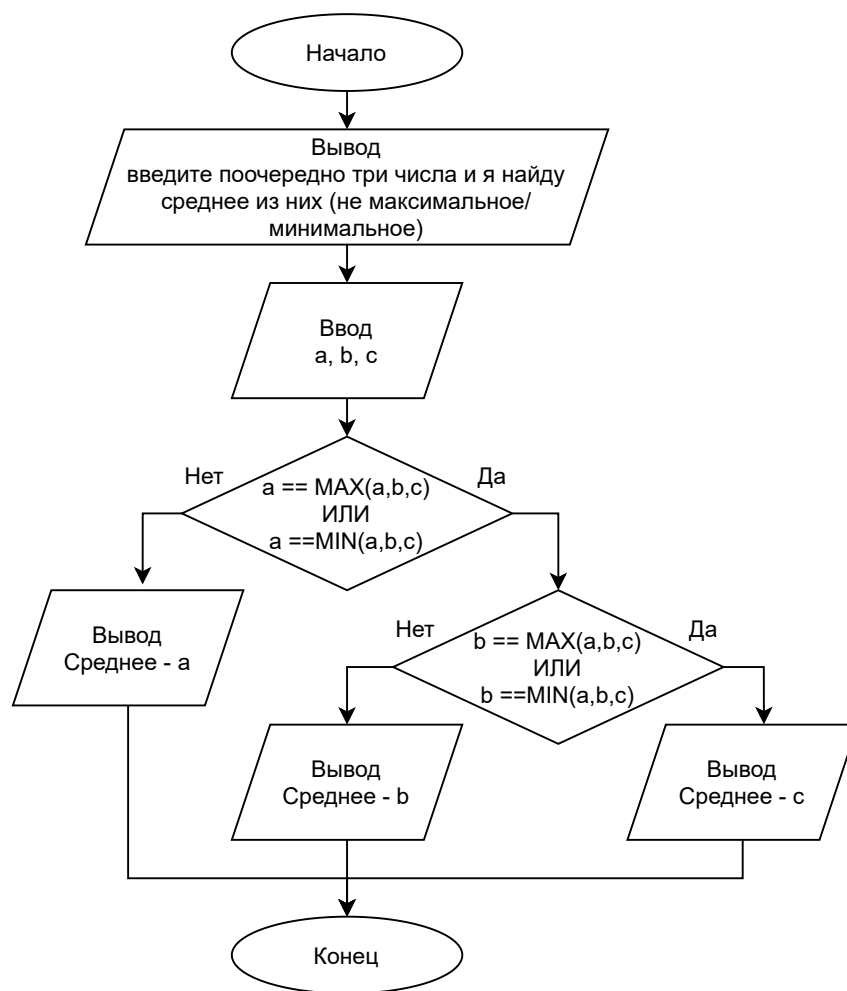 Начало
Вывод
введите поочередно три числа и я найду
среднее из них (не максимальное/
минимальное)
Ввод
a, b, c
Нет
Да
a == MAX(a,b,c)
ИЛИ
a ==MIN(a,b,c)
Вывод
Среднее - a
Нет
Да
b == MAX(a,b,c)
ИЛИ
b ==MIN(a,b,c)
Вывод
Среднее - b
Вывод
Среднее - c
Конец